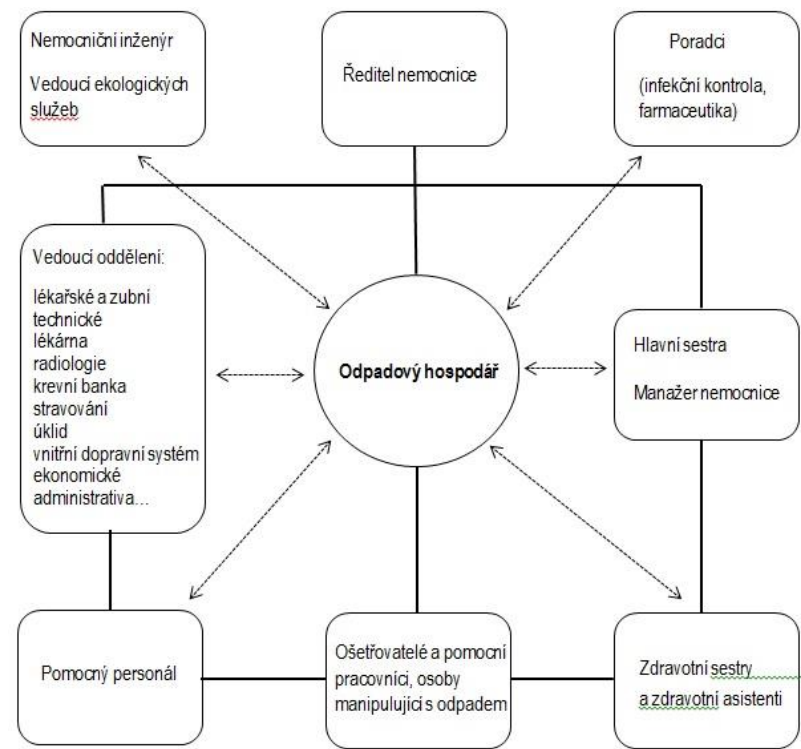 Nemocniční inženýr
Vedoucí ekologických
služeb
Ředitel nemocnice
Poradci
(infekční kontrola,
farmaceutika)
Vedoucí oddělení:
lékařské a zubní
technické
lékárna
radiologie
krevní banka
stravování
úklid
vnitřní dopravní systém
ekonomické
administrativa...
Odpadový hospodář
Hlavní sestra
Manažer nemocnice
Pomocný personál
Ošetřovatelé a pomocní
pracovníci, osoby
manipulující s odpadem
Zdravotní sestry
a zdravotní asistenti